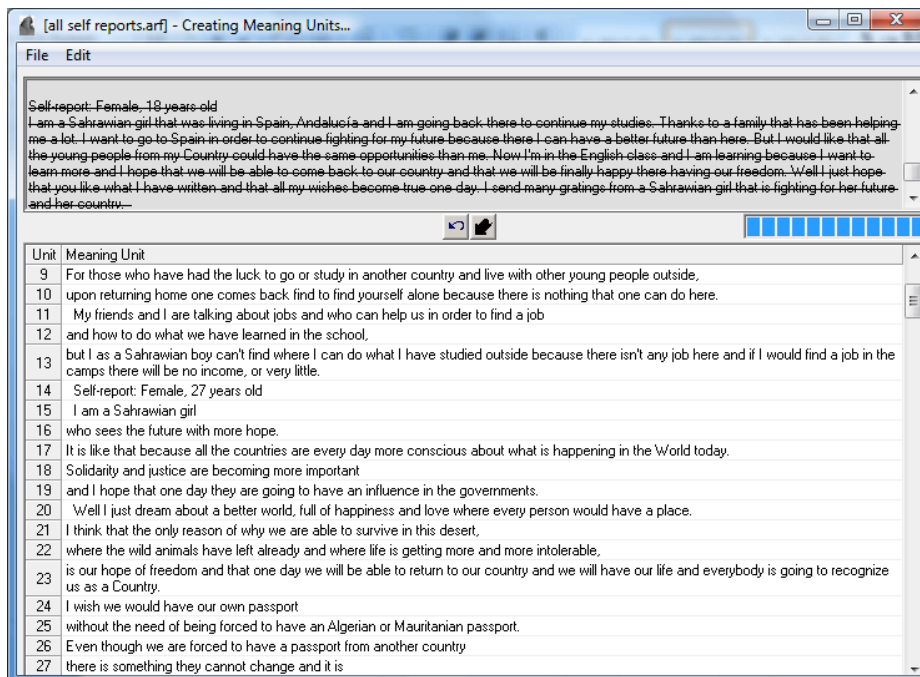 [all self reports.arf] - Creating Meaning Units...
File Edit
Self-report: Female, 18 years old
I am a Sahrawian girl that was living in Spain, Andalucía and I am going back there to continue my studies. Thanks to a family that has been helping
me a lot. I want to go to Spain in order to continue fighting for my future because there I can have a better future than here. But I would like that all
the young people from my Country could have the same opportunities than me. Now I'm in the English class and I am learning because I want to
learn more and I hope that we will be able to come back to our country and that we will be finally happy there having our freedom. Well I just hope
that you like what I have written and that all my wishes become true one day. I send many gratings from a Sahrawian girl that is fighting for her future
and her country.
Unit Meaning Unit
9 For those who have had the luck to go or study in another country and live with other young people outside,
10 upon returning home one comes back find to find yourself alone because there is nothing that one can do here.
11 My friends and I are talking about jobs and who can help us in order to find a job
12 and how to do what we have learned in the school,
13 but I as a Sahrawian boy can't find where I can do what I have studied outside because there isn't any job here and if I would find a job in the
camps there will be no income, or very little.
14 Self-report: Female, 27 years old
15 I am a Sahrawian girl
16 who sees the future with more hope.
17 It is like that because all the countries are every day more conscious about what is happening in the World today.
18 Solidarity and justice are becoming more important
19 and I hope that one day they are going to have an influence in the governments.
20 Well I just dream about a better world, full of happiness and love where every person would have a place.
21 I think that the only reason of why we are able to survive in this desert,
22 where the wild animals have left already and where life is getting more and more intolerable,
23 is our hope of freedom and that one day we will be able to return to our country and we will have our life and everybody is going to recognize
us as a Country.
24 I wish we would have our own passport
25 without the need of being forced to have an Algerian or Mauritanian passport.
26 Even though we are forced to have a passport from another country
27 there is something they cannot change and it is